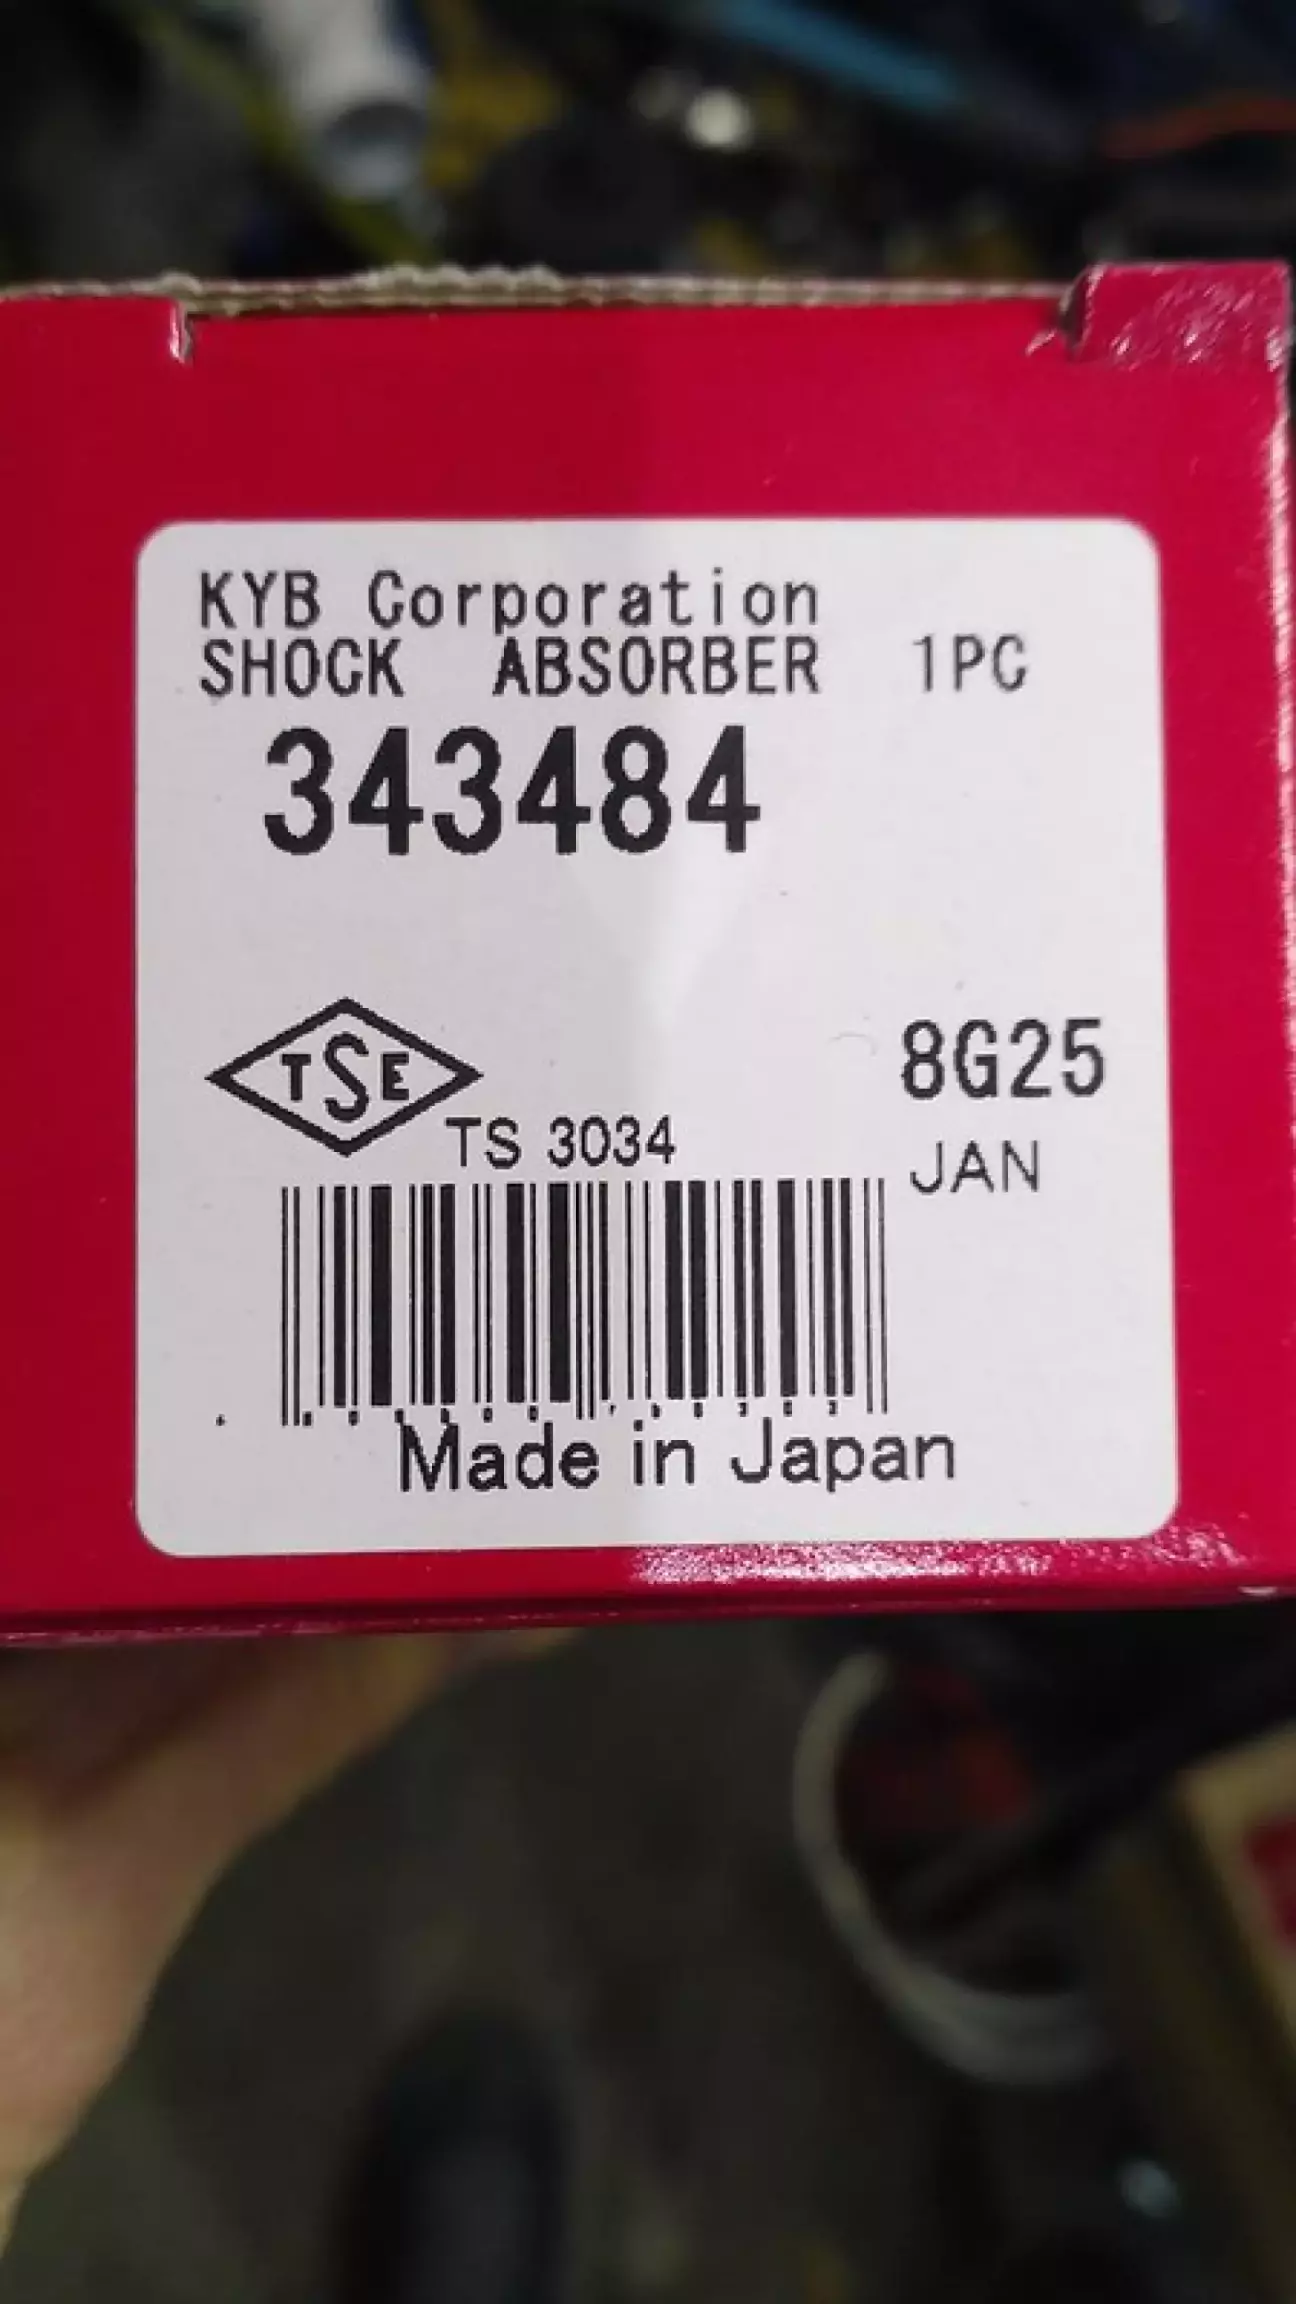 KYB Corporation
SHOCK ABSORBER 1PC
343484
TSE
TS 3034
8G25
JAN
Made in Japan